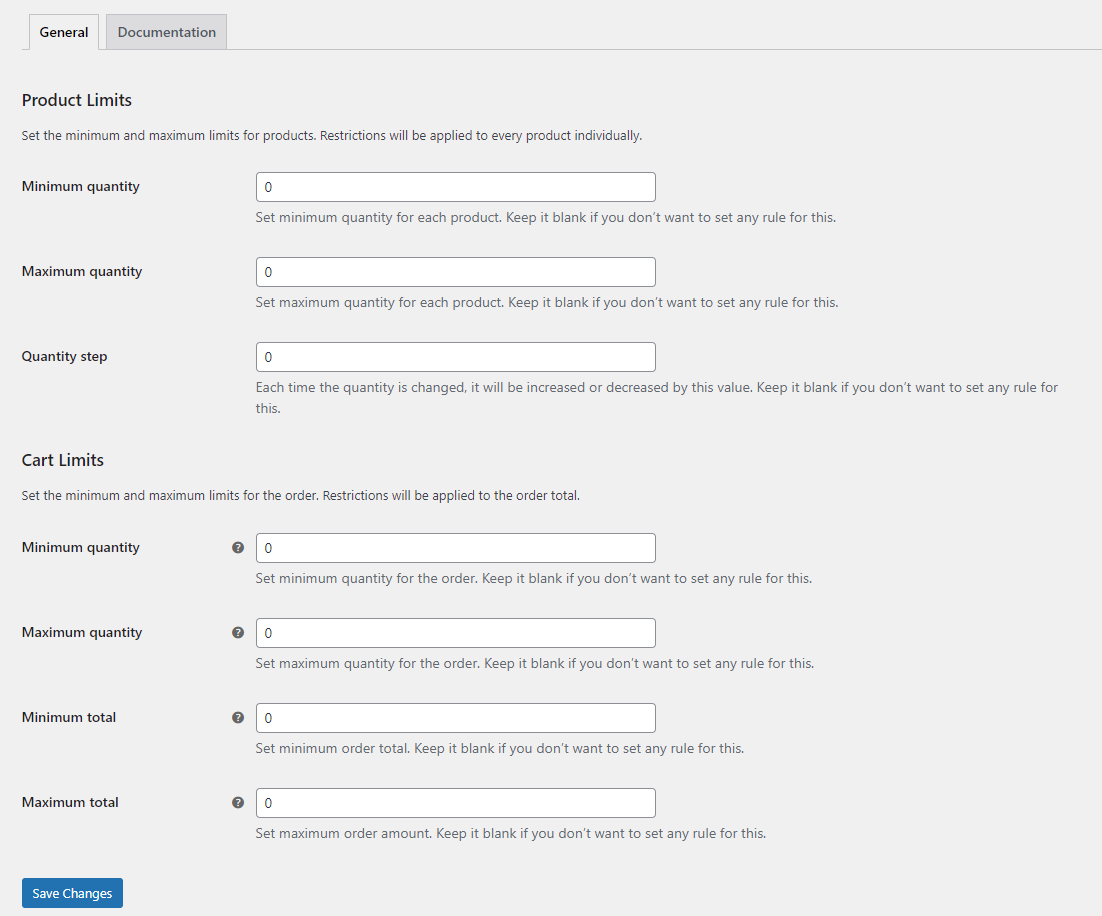 General
Documentation
Product Limits
Set the minimum and maximum limits for products. Restrictions will be applied to every product individually.
Minimum quantity
0
Set minimum quantity for each product. Keep it blank if you don’t want to set any rule for this.
Maximum quantity
0
Set maximum quantity for each product. Keep it blank if you don’t want to set any rule for this.
Quantity step
0
Each time the quantity is changed, it will be increased or decreased by this value. Keep it blank if you don’t want to set any rule for
this.
Cart Limits
Set the minimum and maximum limits for the order. Restrictions will be applied to the order total.
Minimum quantity
?
0
Set minimum quantity for the order. Keep it blank if you don’t want to set any rule for this.
Maximum quantity
?
0
Set maximum quantity for the order. Keep it blank if you don’t want to set any rule for this.
Minimum total
?
0
Set minimum order total. Keep it blank if you don’t want to set any rule for this.
Maximum total
?
0
Set maximum order amount. Keep it blank if you don’t want to set any rule for this.
Save Changes